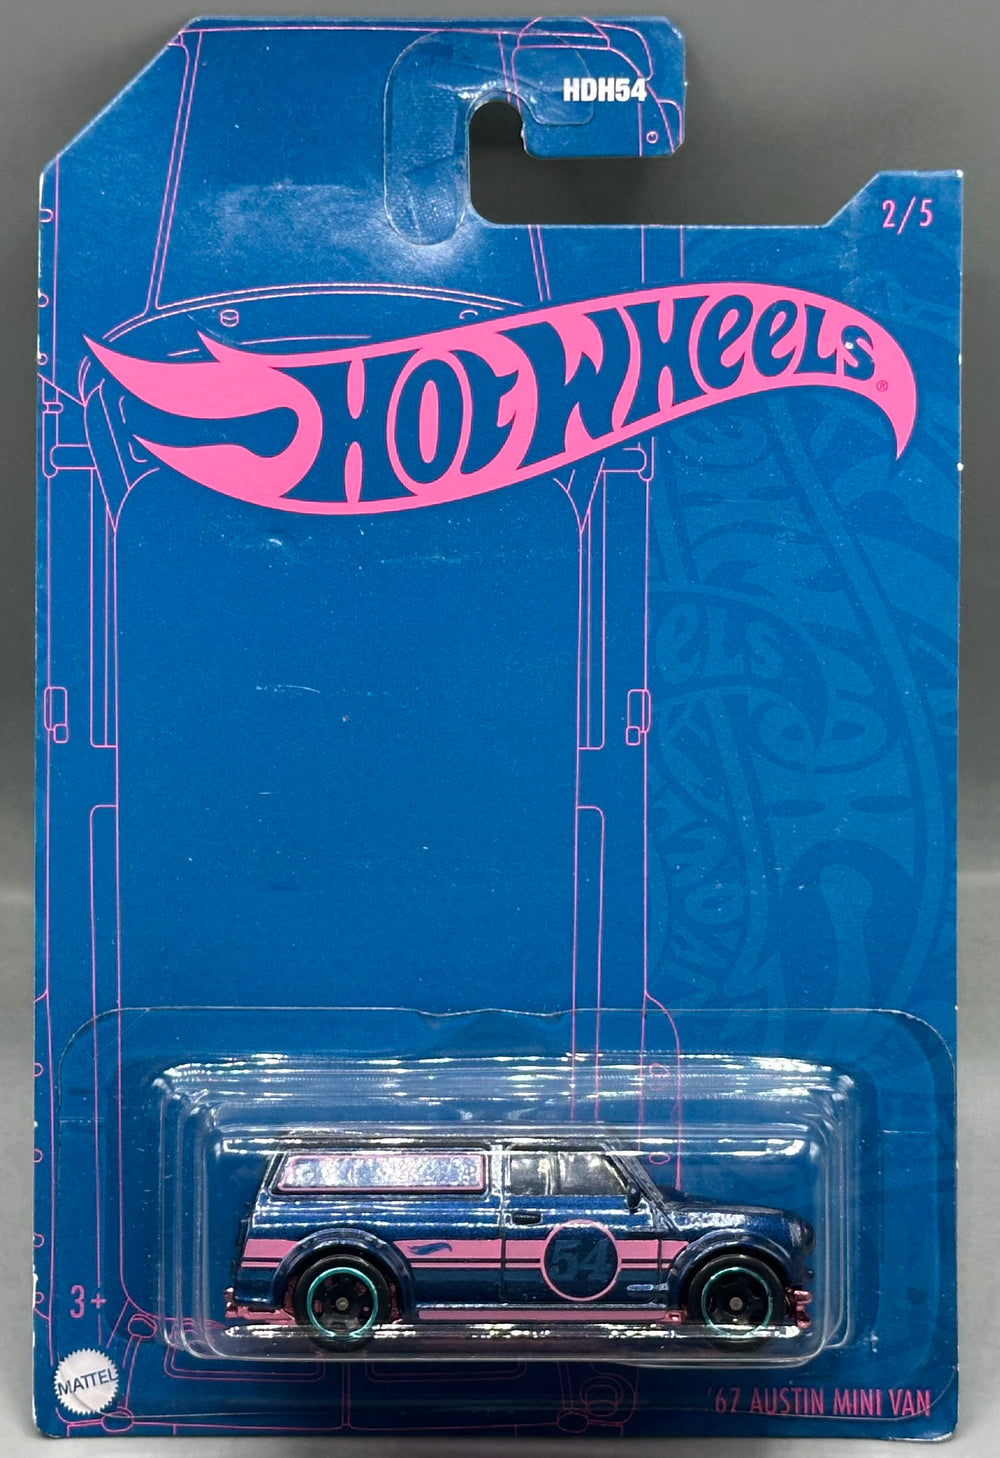 HDH54
2/5
HOT WHEELS®
54
3+
MATTEL
'67 AUSTIN MINI VAN